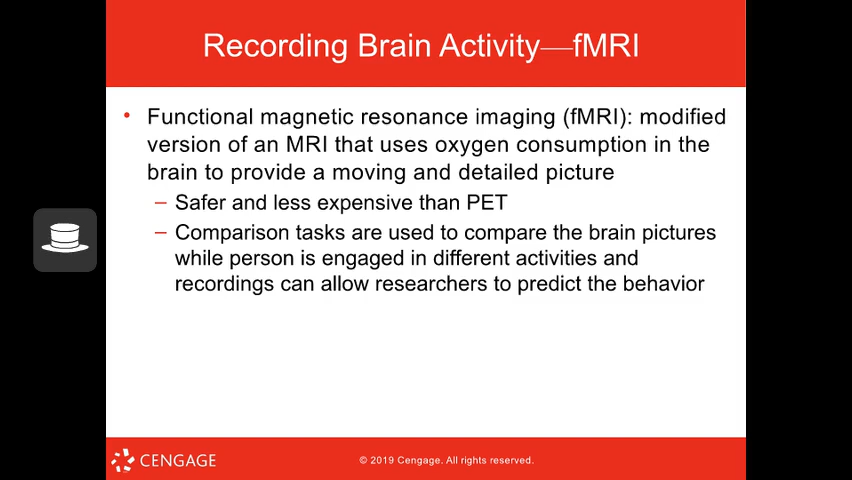 Recording Brain Activity—fMRI
• Functional magnetic resonance imaging (fMRI): modified
version of an MRI that uses oxygen consumption in the
brain to provide a moving and detailed picture
– Safer and less expensive than PET
– Comparison tasks are used to compare the brain pictures
while person is engaged in different activities and
recordings can allow researchers to predict the behavior
CENGAGE
© 2019 Cengage. All rights reserved.